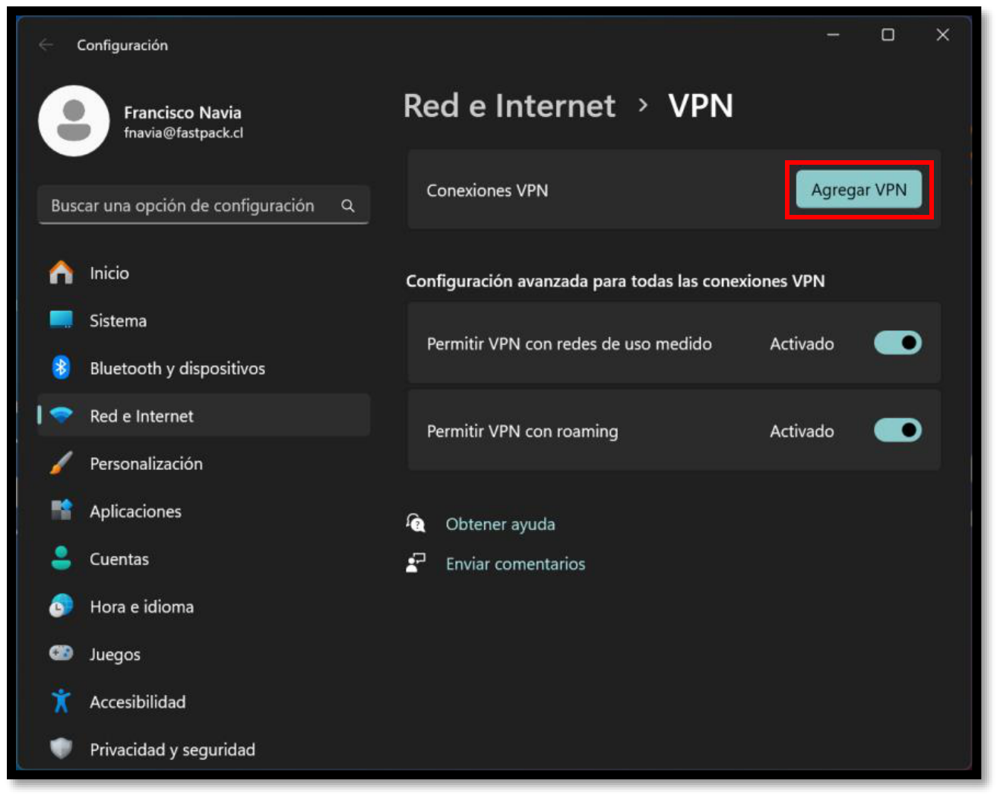 Configuración
Francisco Navia
fnavia@fastpack.cl
Buscar una opción de configuración
Inicio
Sistema
Bluetooth y dispositivos
Red e Internet
Personalización
Aplicaciones
Cuentas
Hora e idioma
Juegos
Accesibilidad
Privacidad y seguridad
Red e Internet › VPN
Conexiones VPN
Agregar VPN
Configuración avanzada para todas las conexiones VPN
Permitir VPN con redes de uso medido Activado
Permitir VPN con roaming Activado
Obtener ayuda
Enviar comentarios